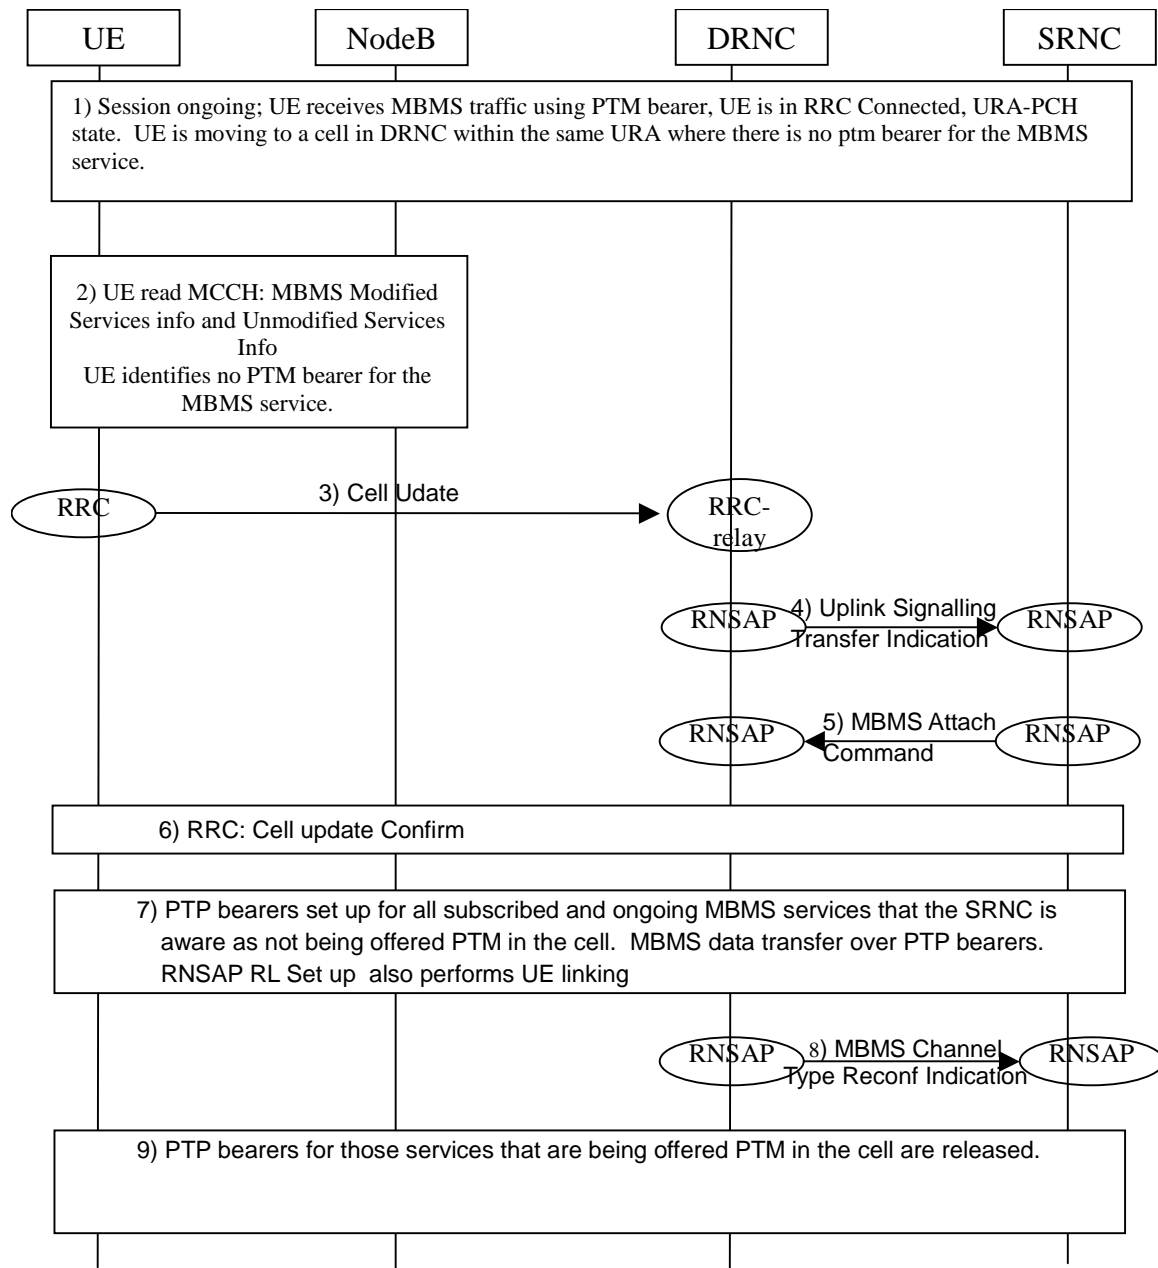 UE NodeB DRNC SRNC
1) Session ongoing; UE receives MBMS traffic using PTM bearer, UE is in RRC Connected, URA-PCH
state. UE is moving to a cell in DRNC within the same URA where there is no ptm bearer for the MBMS
service.
2) UE read MCCH: MBMS Modified
Services info and Unmodified Services
Info
UE identifies no PTM bearer for the
MBMS service.
RRC
3) Cell Udate
RRC-
relay
RNSAP
4) Uplink Signalling
Transfer Indication
RNSAP
RNSAP
5) MBMS Attach
Command
RNSAP
6) RRC: Cell update Confirm
7) PTP bearers set up for all subscribed and ongoing MBMS services that the SRNC is
aware as not being offered PTM in the cell. MBMS data transfer over PTP bearers.
RNSAP RL Set up also performs UE linking
RNSAP
8) MBMS Channel
Type Reconf Indication
RNSAP
9) PTP bearers for those services that are being offered PTM in the cell are released.